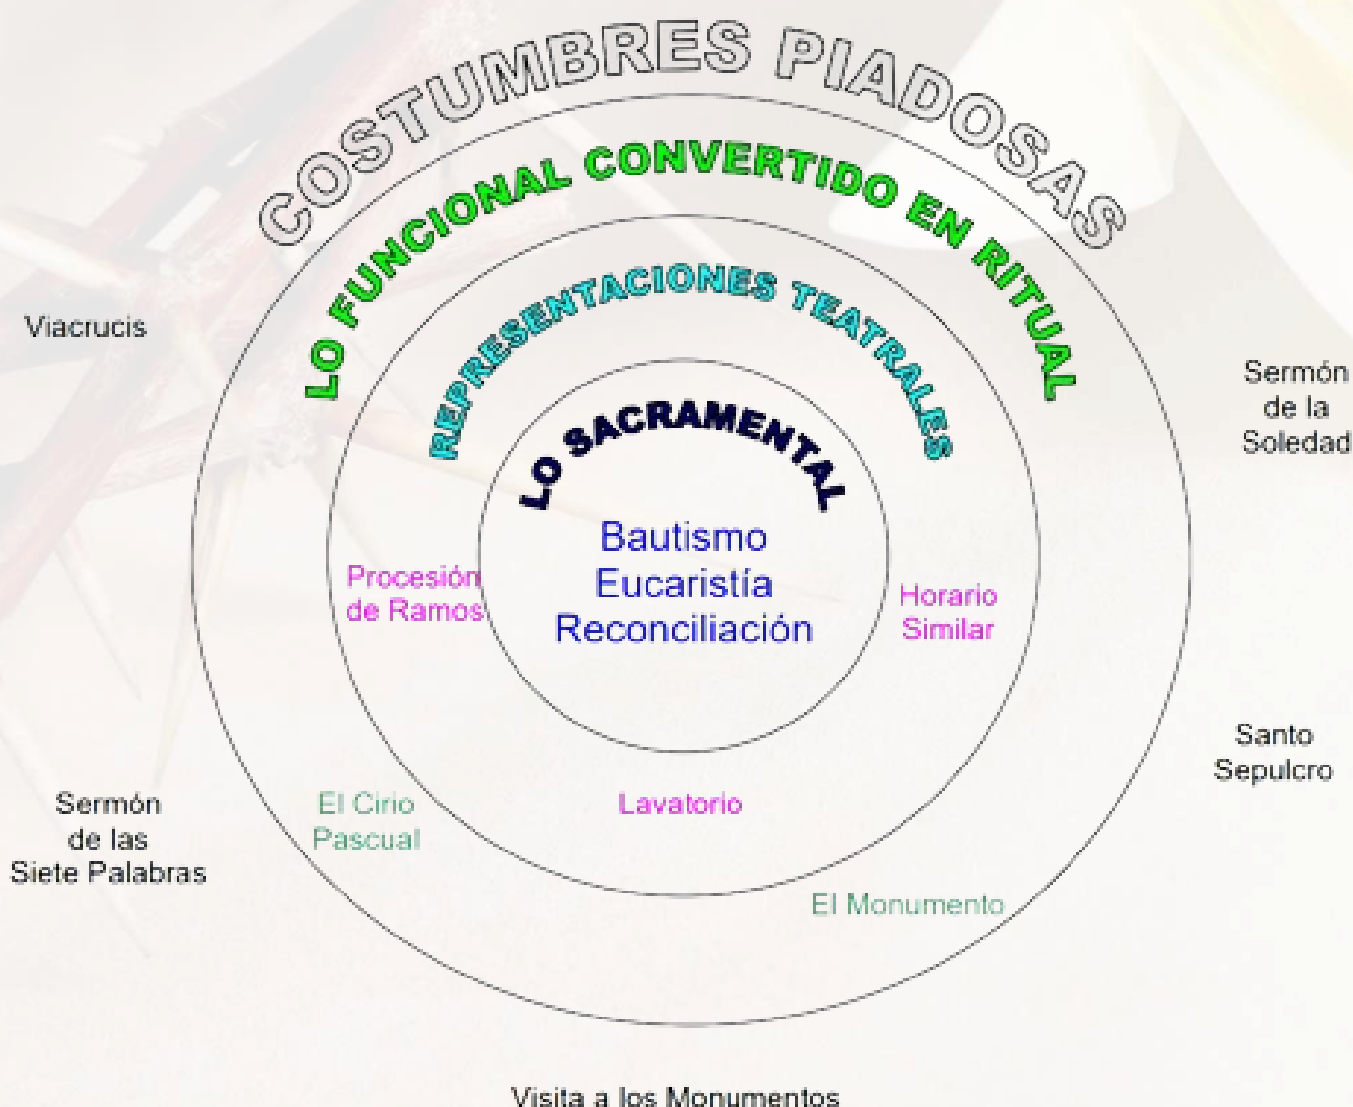 COSTUMBRES PIADOSAS
LO FUNCIONAL CONVERTIDO EN RITUAL
REPRESENTACIONES TEATRALES
LO SACRAMENTAL
Bautismo
Eucaristía
Reconciliación
Procesión
de Ramos
Horario
Similar
Lavatorio
El Cirio
Pascual
El Monumento
Viacrucis
Sermón
de la
Soledad
Santo
Sepulcro
Sermón
de las
Siete Palabras
Visita a los Monumentos